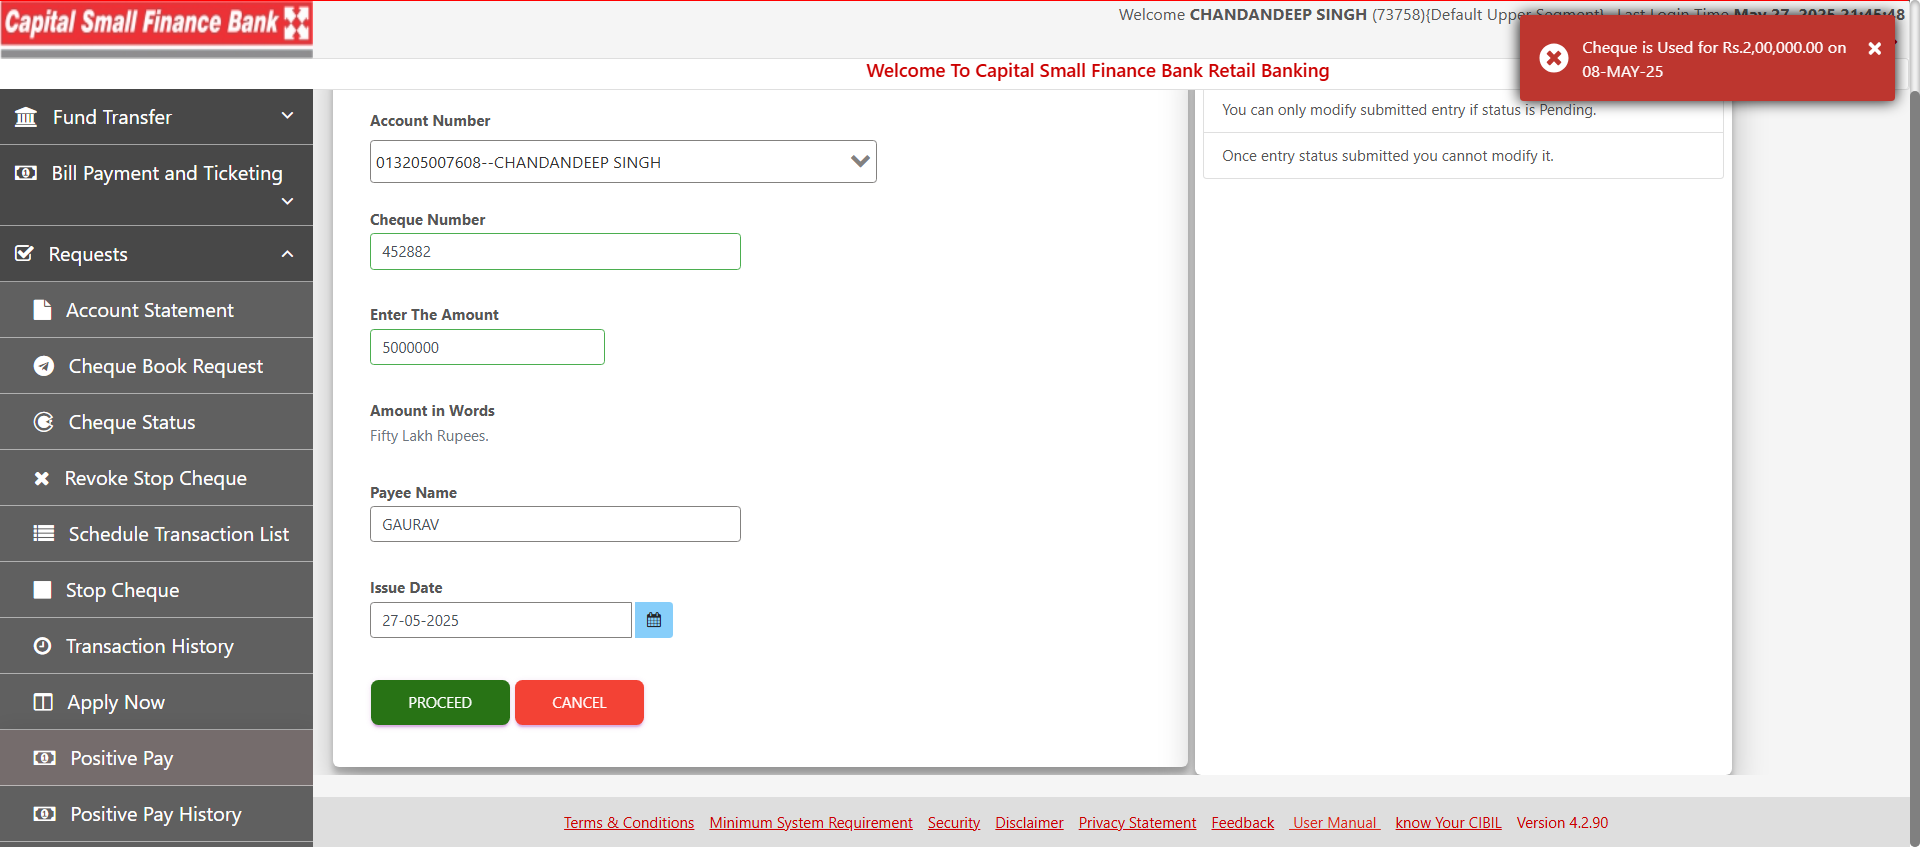 Capital Small Finance Bank
Welcome CHANDANDEEP SINGH (73758){Default Upper Segment} Last Login Time May 27, 2025 21:45:48
Cheque is Used for Rs.2,00,000.00 on
08-MAY-25
Welcome To Capital Small Finance Bank Retail Banking
Fund Transfer
Bill Payment and Ticketing
Requests
Account Statement
Cheque Book Request
Cheque Status
Revoke Stop Cheque
Schedule Transaction List
Stop Cheque
Transaction History
Apply Now
Positive Pay
Positive Pay History
Account Number
013205007608--CHANDANDEEP SINGH
Cheque Number
452882
Enter The Amount
5000000
Amount in Words
Fifty Lakh Rupees.
Payee Name
GAURAV
Issue Date
27-05-2025
PROCEED CANCEL
You can only modify submitted entry if status is Pending.
Once entry status submitted you cannot modify it.
Terms & Conditions Minimum System Requirement Security Disclaimer Privacy Statement Feedback User Manual know Your CIBIL Version 4.2.90